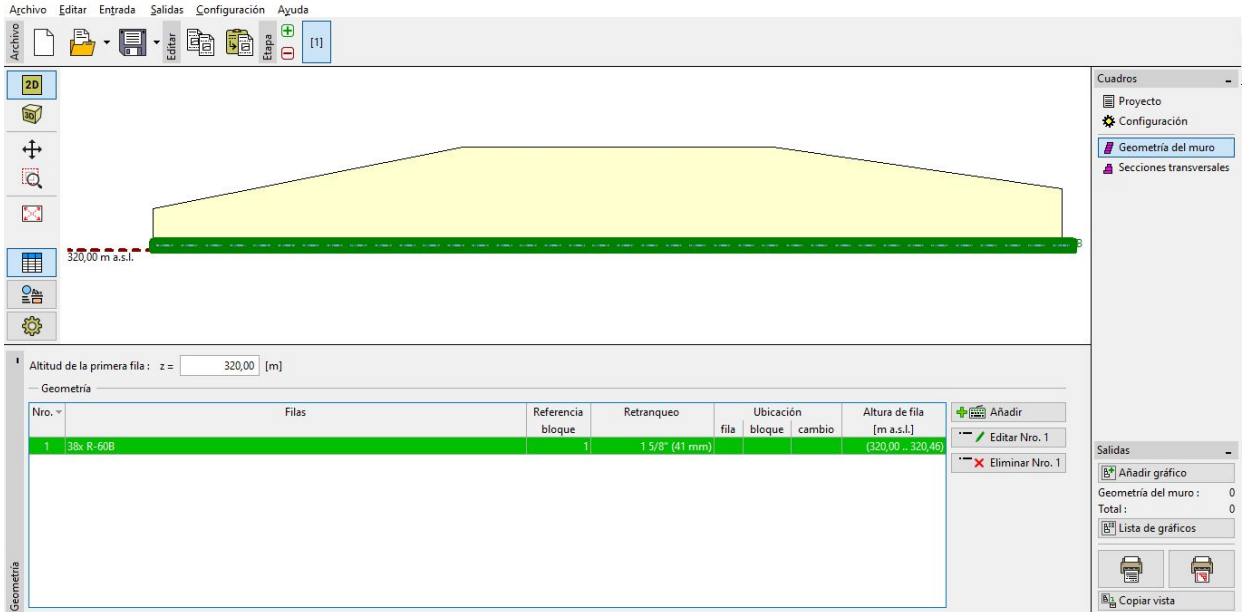 Archivo Editar Entrada Salidas Configuración Ayuda
Archivo
Editar
Etapa
[1]
2D
3D
320,00 m a.s.l.
Cuadros
Proyecto
Configuración
Geometría del muro
Secciones transversales
Altitud de la primera fila : z = 320,00 [m]
Geometría
Nro. Filas Referencia bloque Retranqueo Ubicación Altura de fila
fila bloque cambio [m a.s.l.]
1 38x R-60B 1 1 5/8" (41 mm) (320,00 .. 320,46)
Añadir
Editar Nro. 1
Eliminar Nro. 1
Geometría
Salidas
Añadir gráfico
Geometría del muro : 0
Total : 0
Lista de gráficos
Copiar vista